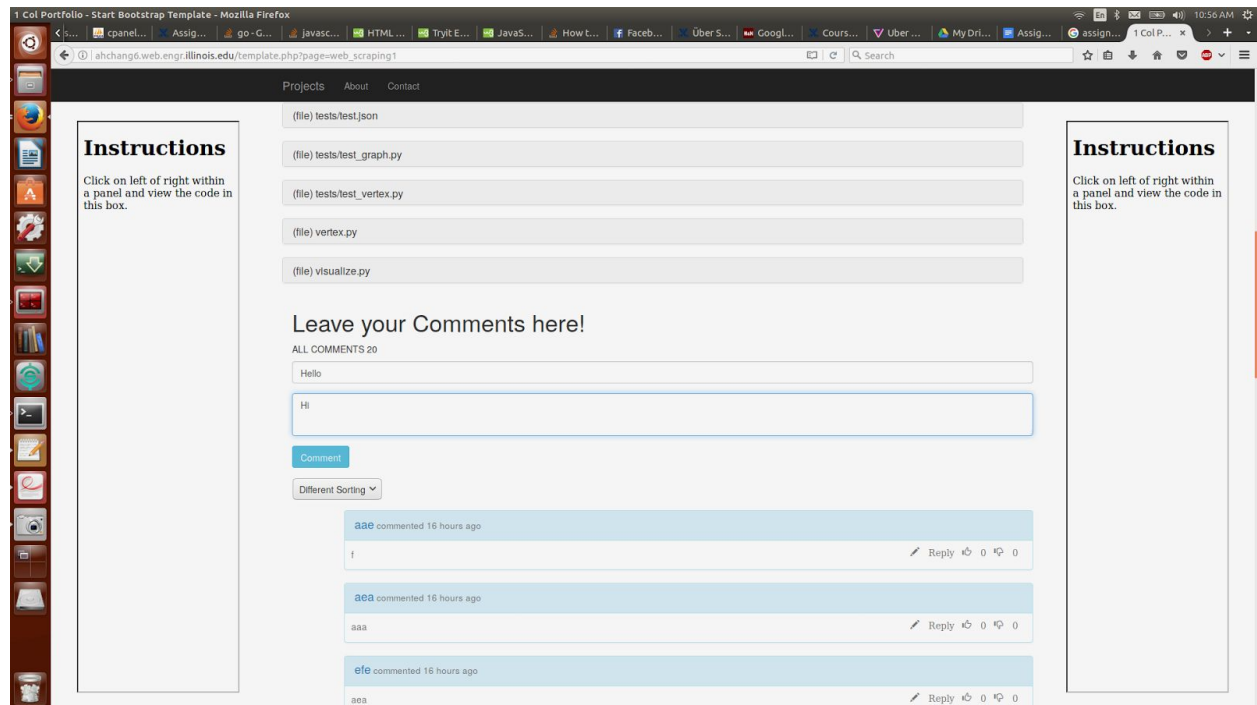 1 Col Portfolio - Start Bootstrap Template - Mozilla Firefox
En
10:56 AM
s...
cpanel...
Assig...
go - G...
javasc...
HTML ...
Tryit E...
JavaS...
How t...
Faceb...
Über S...
Googl...
Cours...
Uber ...
My Dri...
Assig...
assign...
1 Col P...
ahchang6.web.engr.illinois.edu/template.php?page=web_scraping1
Search
Projects About Contact
Instructions
Click on left of right within
a panel and view the code in
this box.
(file) tests/test.json
(file) tests/test_graph.py
(file) tests/test_vertex.py
(file) vertex.py
(file) visualize.py
Leave your Comments here!
ALL COMMENTS 20
Hello
Hi
Comment
Different Sorting
aae commented 16 hours ago
f
Reply 0 0
aea commented 16 hours ago
aaa
Reply 0 0
efe commented 16 hours ago
aea
Reply 0 0
Instructions
Click on left of right within
a panel and view the code in
this box.